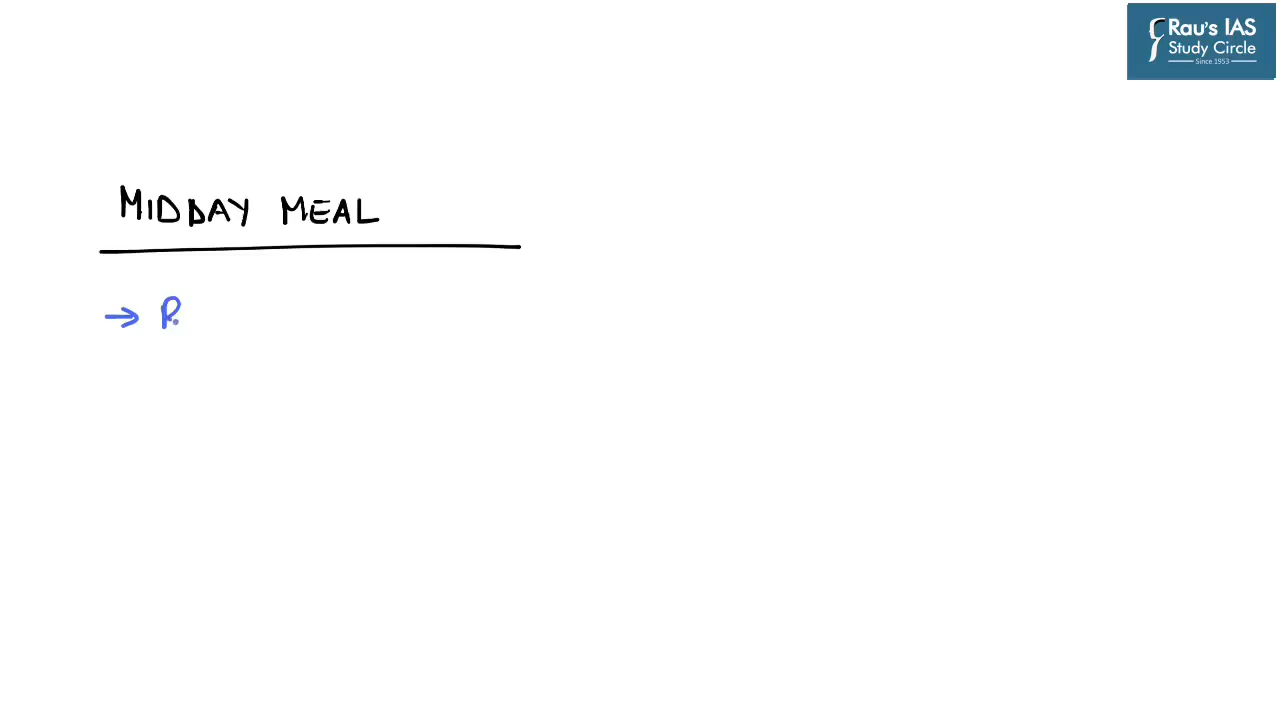 Rau's IAS
Study Circle
Since 1953
MIDDAY MEAL
→ R